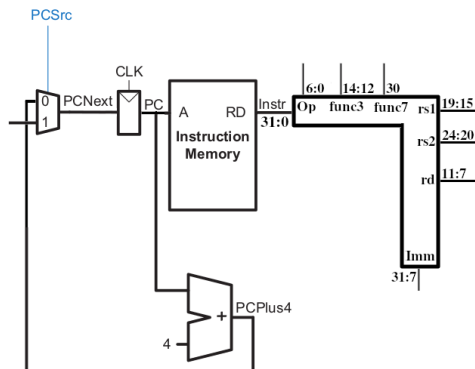 PCSrc
CLK
0
1
PCNext
PC
A
RD
Instruction
Memory
Instr
31:0
6:0
14:12
30
Op
func3
func7
rs1
19:15
rs2
24:20
rd
11:7
Imm
31:7
+
PCPlus4
4